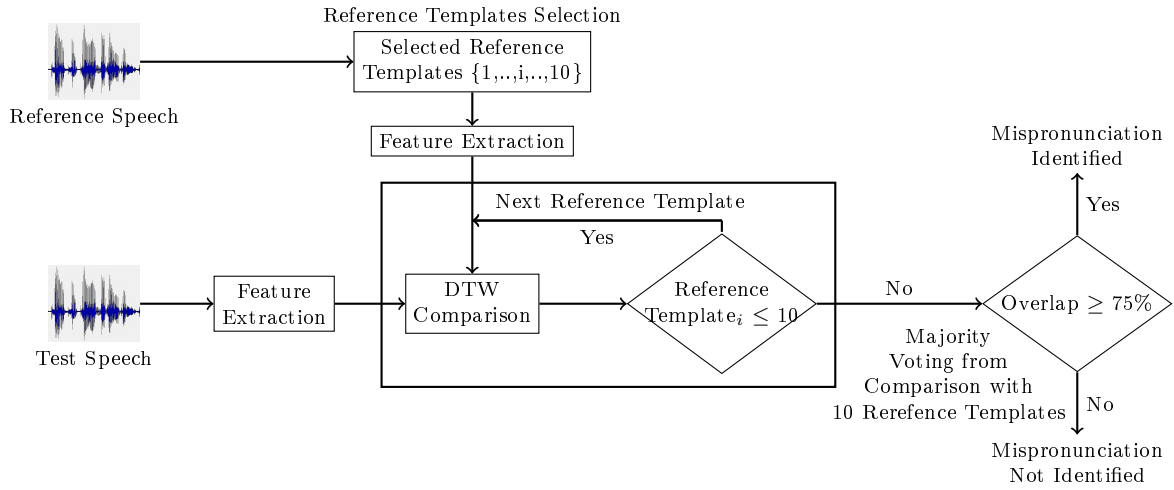 Reference Templates Selection
Selected Reference
Templates {1,..,i,..,10}
Reference Speech
Feature Extraction
Next Reference Template
Yes
Test Speech
Feature
Extraction
DTW
Comparison
Reference
Templateᵢ ≤ 10
No
Majority
Voting from
Comparison with
10 Rerefence Templates
Overlap ≥ 75%
Yes
Mispronunciation
Identified
No
Mispronunciation
Not Identified